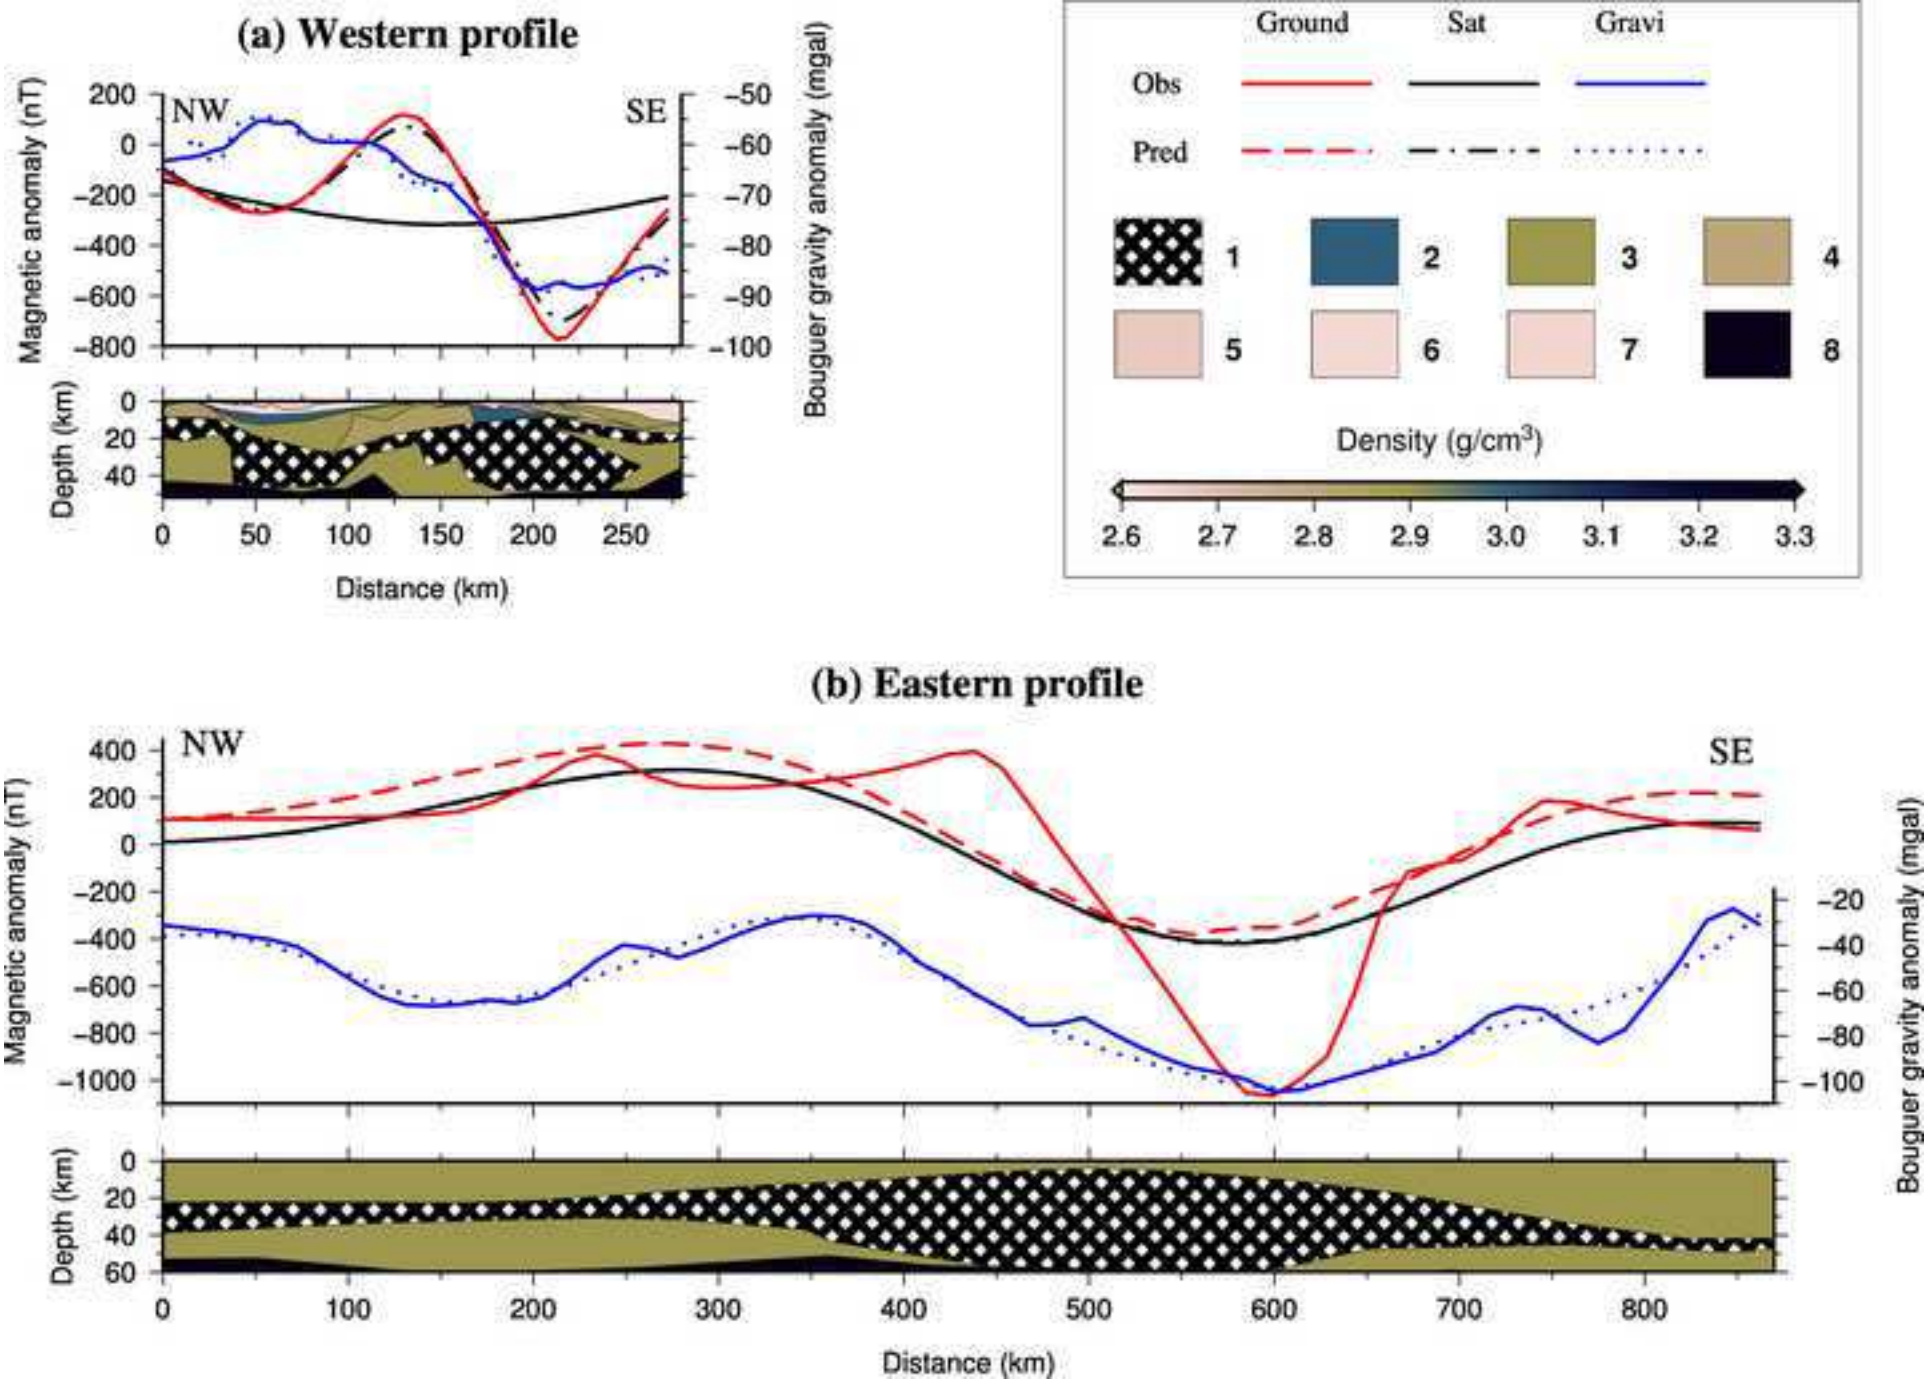 (a) Western profile
Magnetic anomaly (nT)
200
0
−200
−400
−600
−800
NW
SE
−50
−60
−70
−80
−90
−100
Bouguer gravity anomaly (mgal)
Depth (km)
0
20
40
0 50 100 150 200 250
Distance (km)
Ground Sat Gravi
Obs
Pred
1 2 3 4
5 6 7 8
Density (g/cm³)
2.6 2.7 2.8 2.9 3.0 3.1 3.2 3.3
(b) Eastern profile
Magnetic anomaly (nT)
400
200
0
−200
−400
−600
−800
−1000
NW
SE
−20
−40
−60
−80
−100
Bouguer gravity anomaly (mgal)
Depth (km)
0
20
40
60
0 100 200 300 400 500 600 700 800
Distance (km)